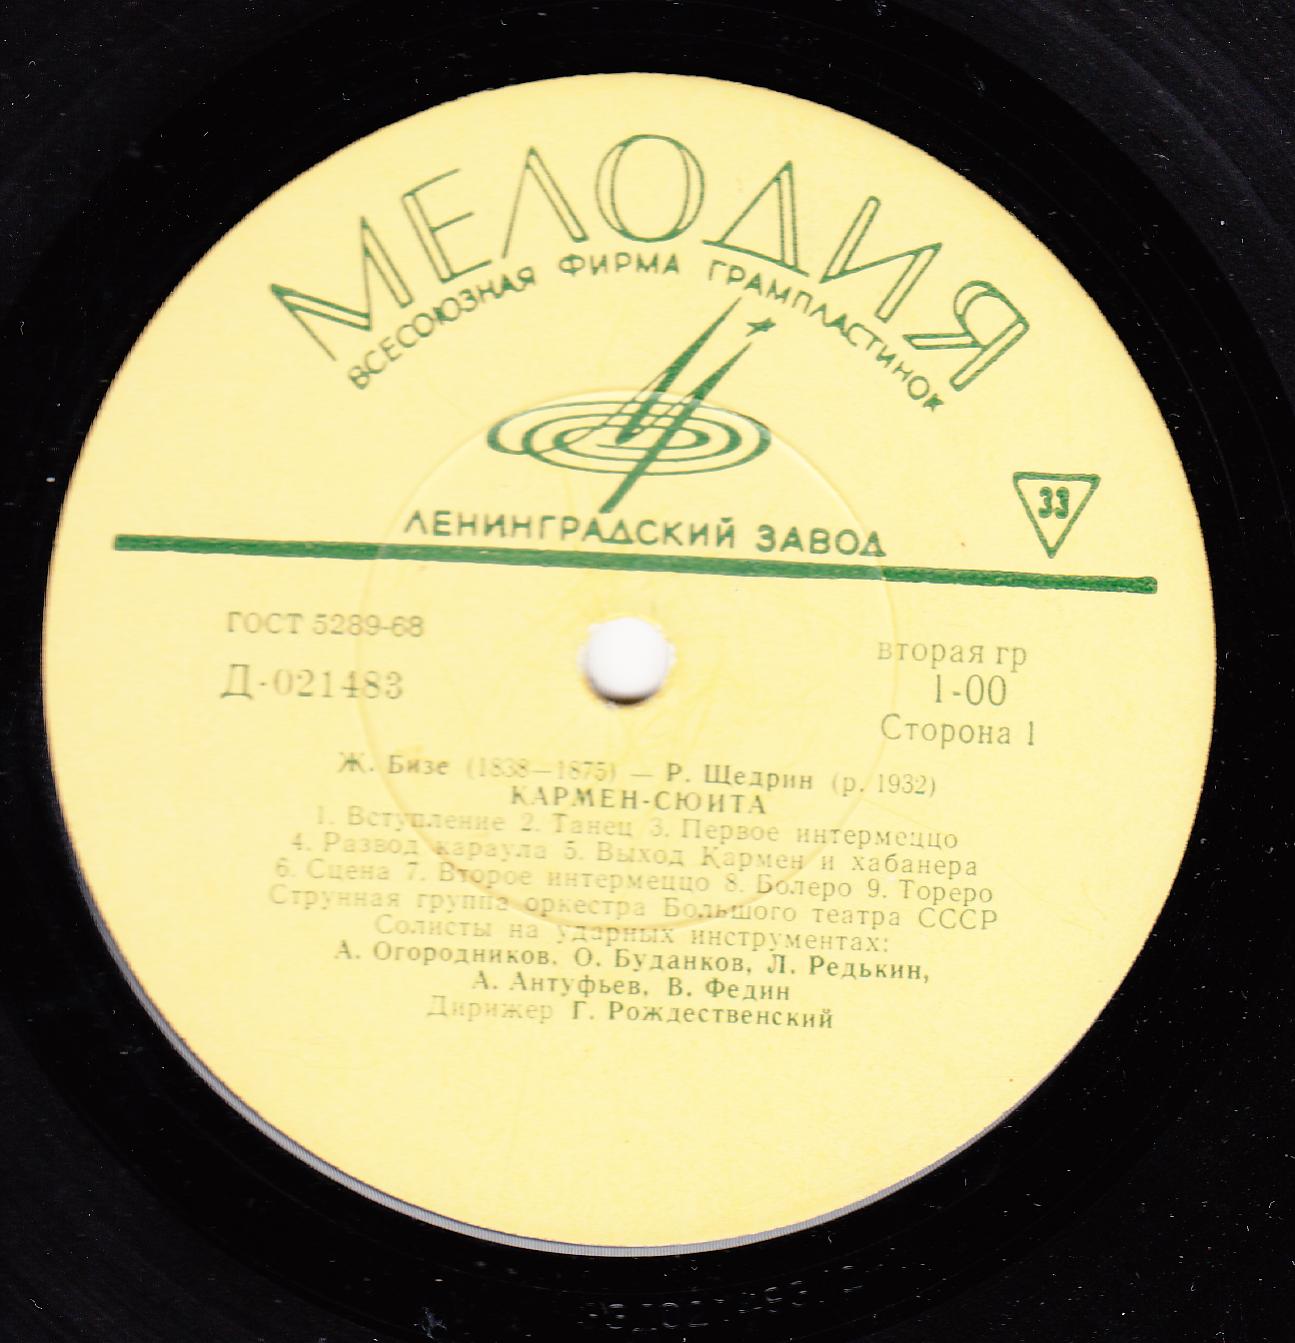 МЕЛОДИЯ
ВСЕСОЮЗНАЯ ФИРМА ГРАМПЛАСТИНОК
33
ЛЕНИНГРАДСКИЙ ЗАВОД
ГОСТ 5289-68
Д-021483
вторая гр
1-00
Сторона 1
Ж. Бизе (1838—1875) — Р. Щедрин (р. 1932)
КАРМЕН-СЮИТА
1. Вступление 2. Танец 3. Первое интермеццо
4. Развод караула 5. Выход Кармен и хабанера
6. Сцена 7. Второе интермеццо 8. Болеро 9. Тореро
Струнная группа оркестра Большого театра СССР
Солисты на ударных инструментах:
А. Огородников, О. Буданков, Л. Редькин,
А. Антуфьев, В. Федин
Дирижер Г. Рождественский